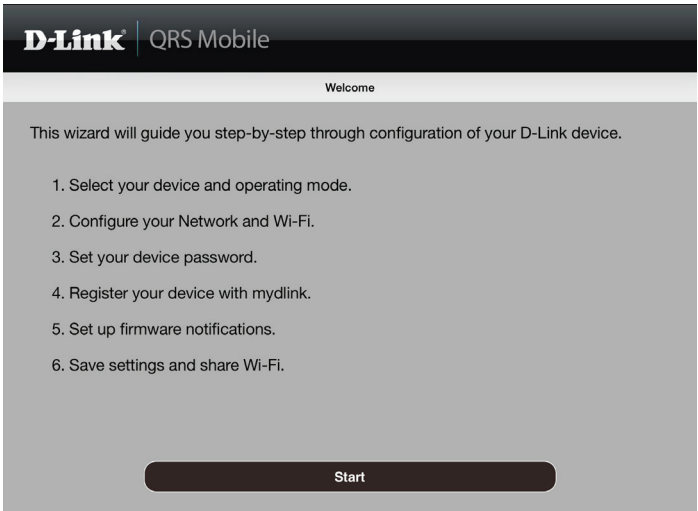 D-Link QRS Mobile
Welcome
This wizard will guide you step-by-step through configuration of your D-Link device.
1. Select your device and operating mode.
2. Configure your Network and Wi-Fi.
3. Set your device password.
4. Register your device with mydlink.
5. Set up firmware notifications.
6. Save settings and share Wi-Fi.
Start